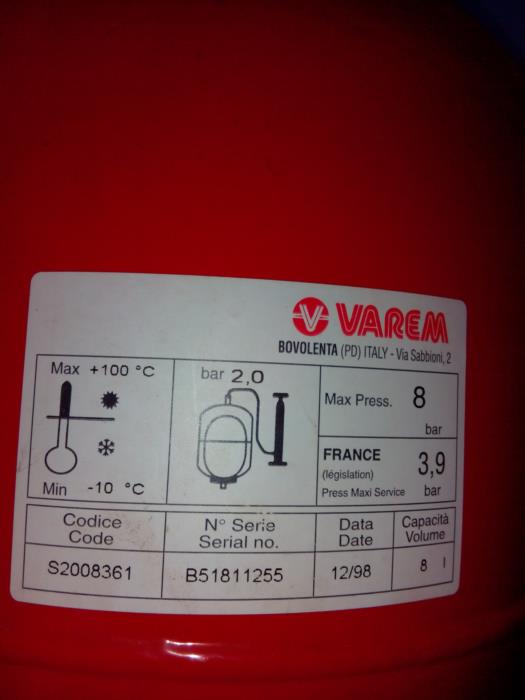 VAREM
BOVOLENTA (PD) ITALY - Via Sabbioni, 2
Max +100 °C
Min -10 °C
bar 2,0
Max Press. 8
bar
FRANCE
(législation)
Press Maxi Service
3,9
bar
Codice
Code
S2008361
N° Serie
Serial no.
B51811255
Data
Date
12/98
Capacità
Volume
8 l